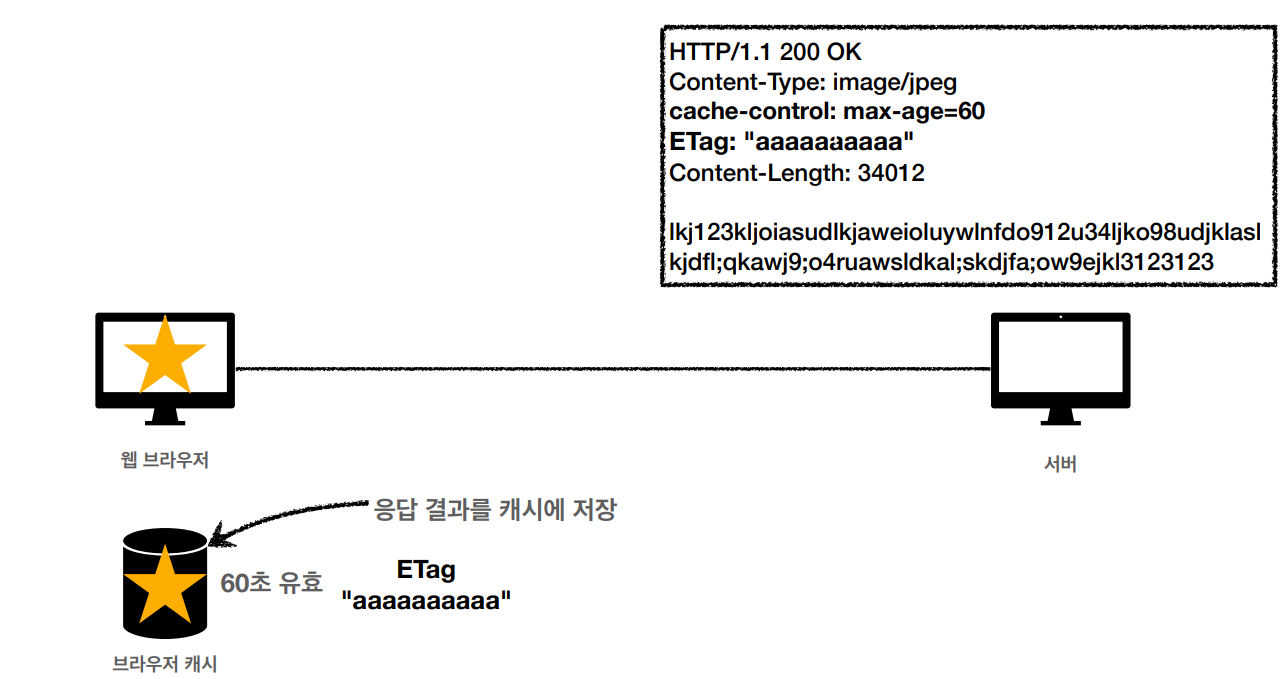 HTTP/1.1 200 OK
Content-Type: image/jpeg
cache-control: max-age=60
ETag: "aaaaaaaaaa"
Content-Length: 34012
lkj123kljoiasudlkjaweioluywlnfdo912u34ljko98udjklasl
kjdfl;qkawj9;o4ruawsldkal;skdjfa;ow9ejkl3123123
웹 브라우저
서버
응답 결과를 캐시에 저장
60초 유효
ETag
"aaaaaaaaaa"
브라우저 캐시